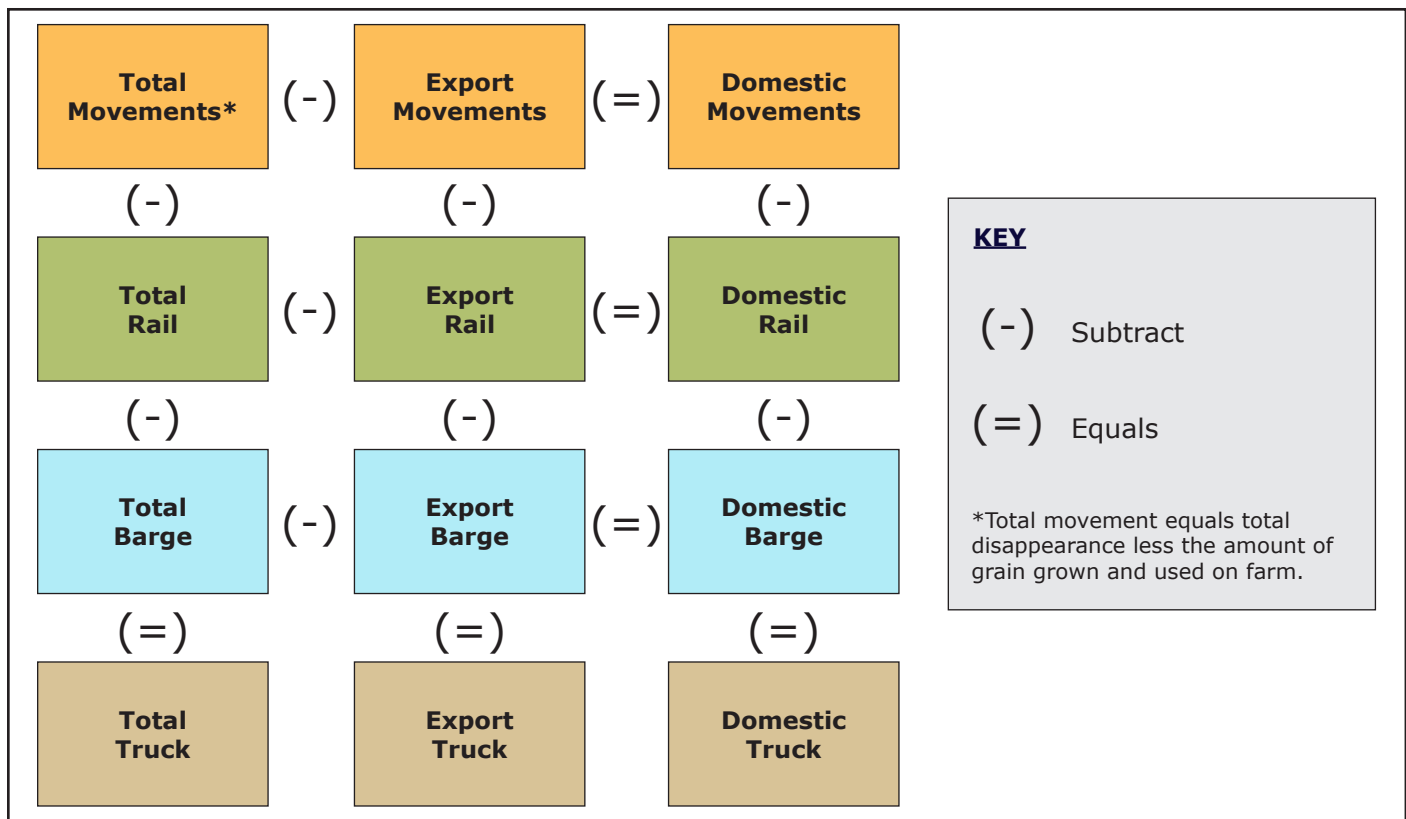 Total
Movements*
(-)
Export
Movements
(=)
Domestic
Movements
(-)
(-)
(-)
Total
Rail
(-)
Export
Rail
(=)
Domestic
Rail
(-)
(-)
(-)
Total
Barge
(-)
Export
Barge
(=)
Domestic
Barge
(=)
(=)
(=)
Total
Truck
Export
Truck
Domestic
Truck
KEY
(-) Subtract
(=) Equals
*Total movement equals total
disappearance less the amount of
grain grown and used on farm.